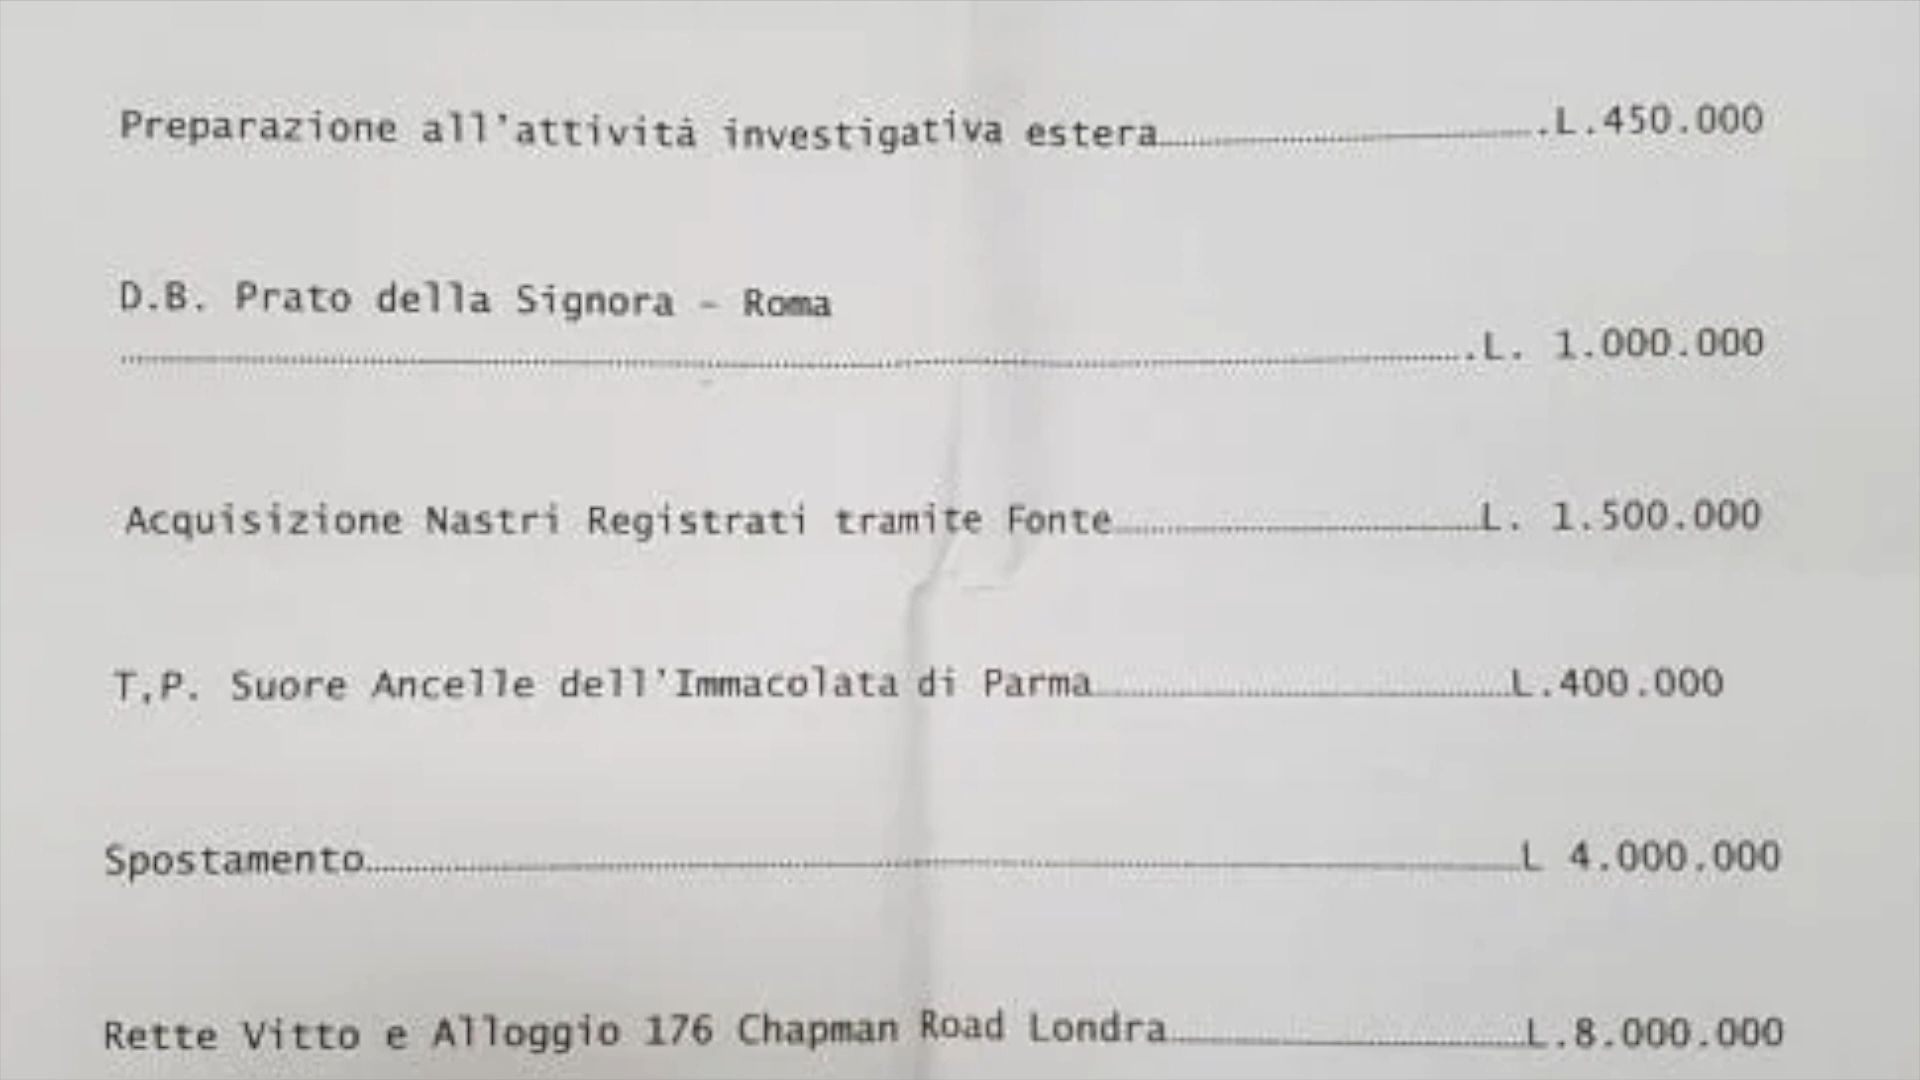 Preparazione all'attività investigativa estera.....................L.450.000
D.B. Prato della Signora - Roma
.....................L. 1.000.000
Acquisizione Nastri Registrati tramite Fonte.....................L. 1.500.000
T,P. Suore Ancelle dell'Immacolata di Parma.....................L.400.000
Spostamento.....................L 4.000.000
Rette Vitto e Alloggio 176 Chapman Road Londra.....................L.8.000.000